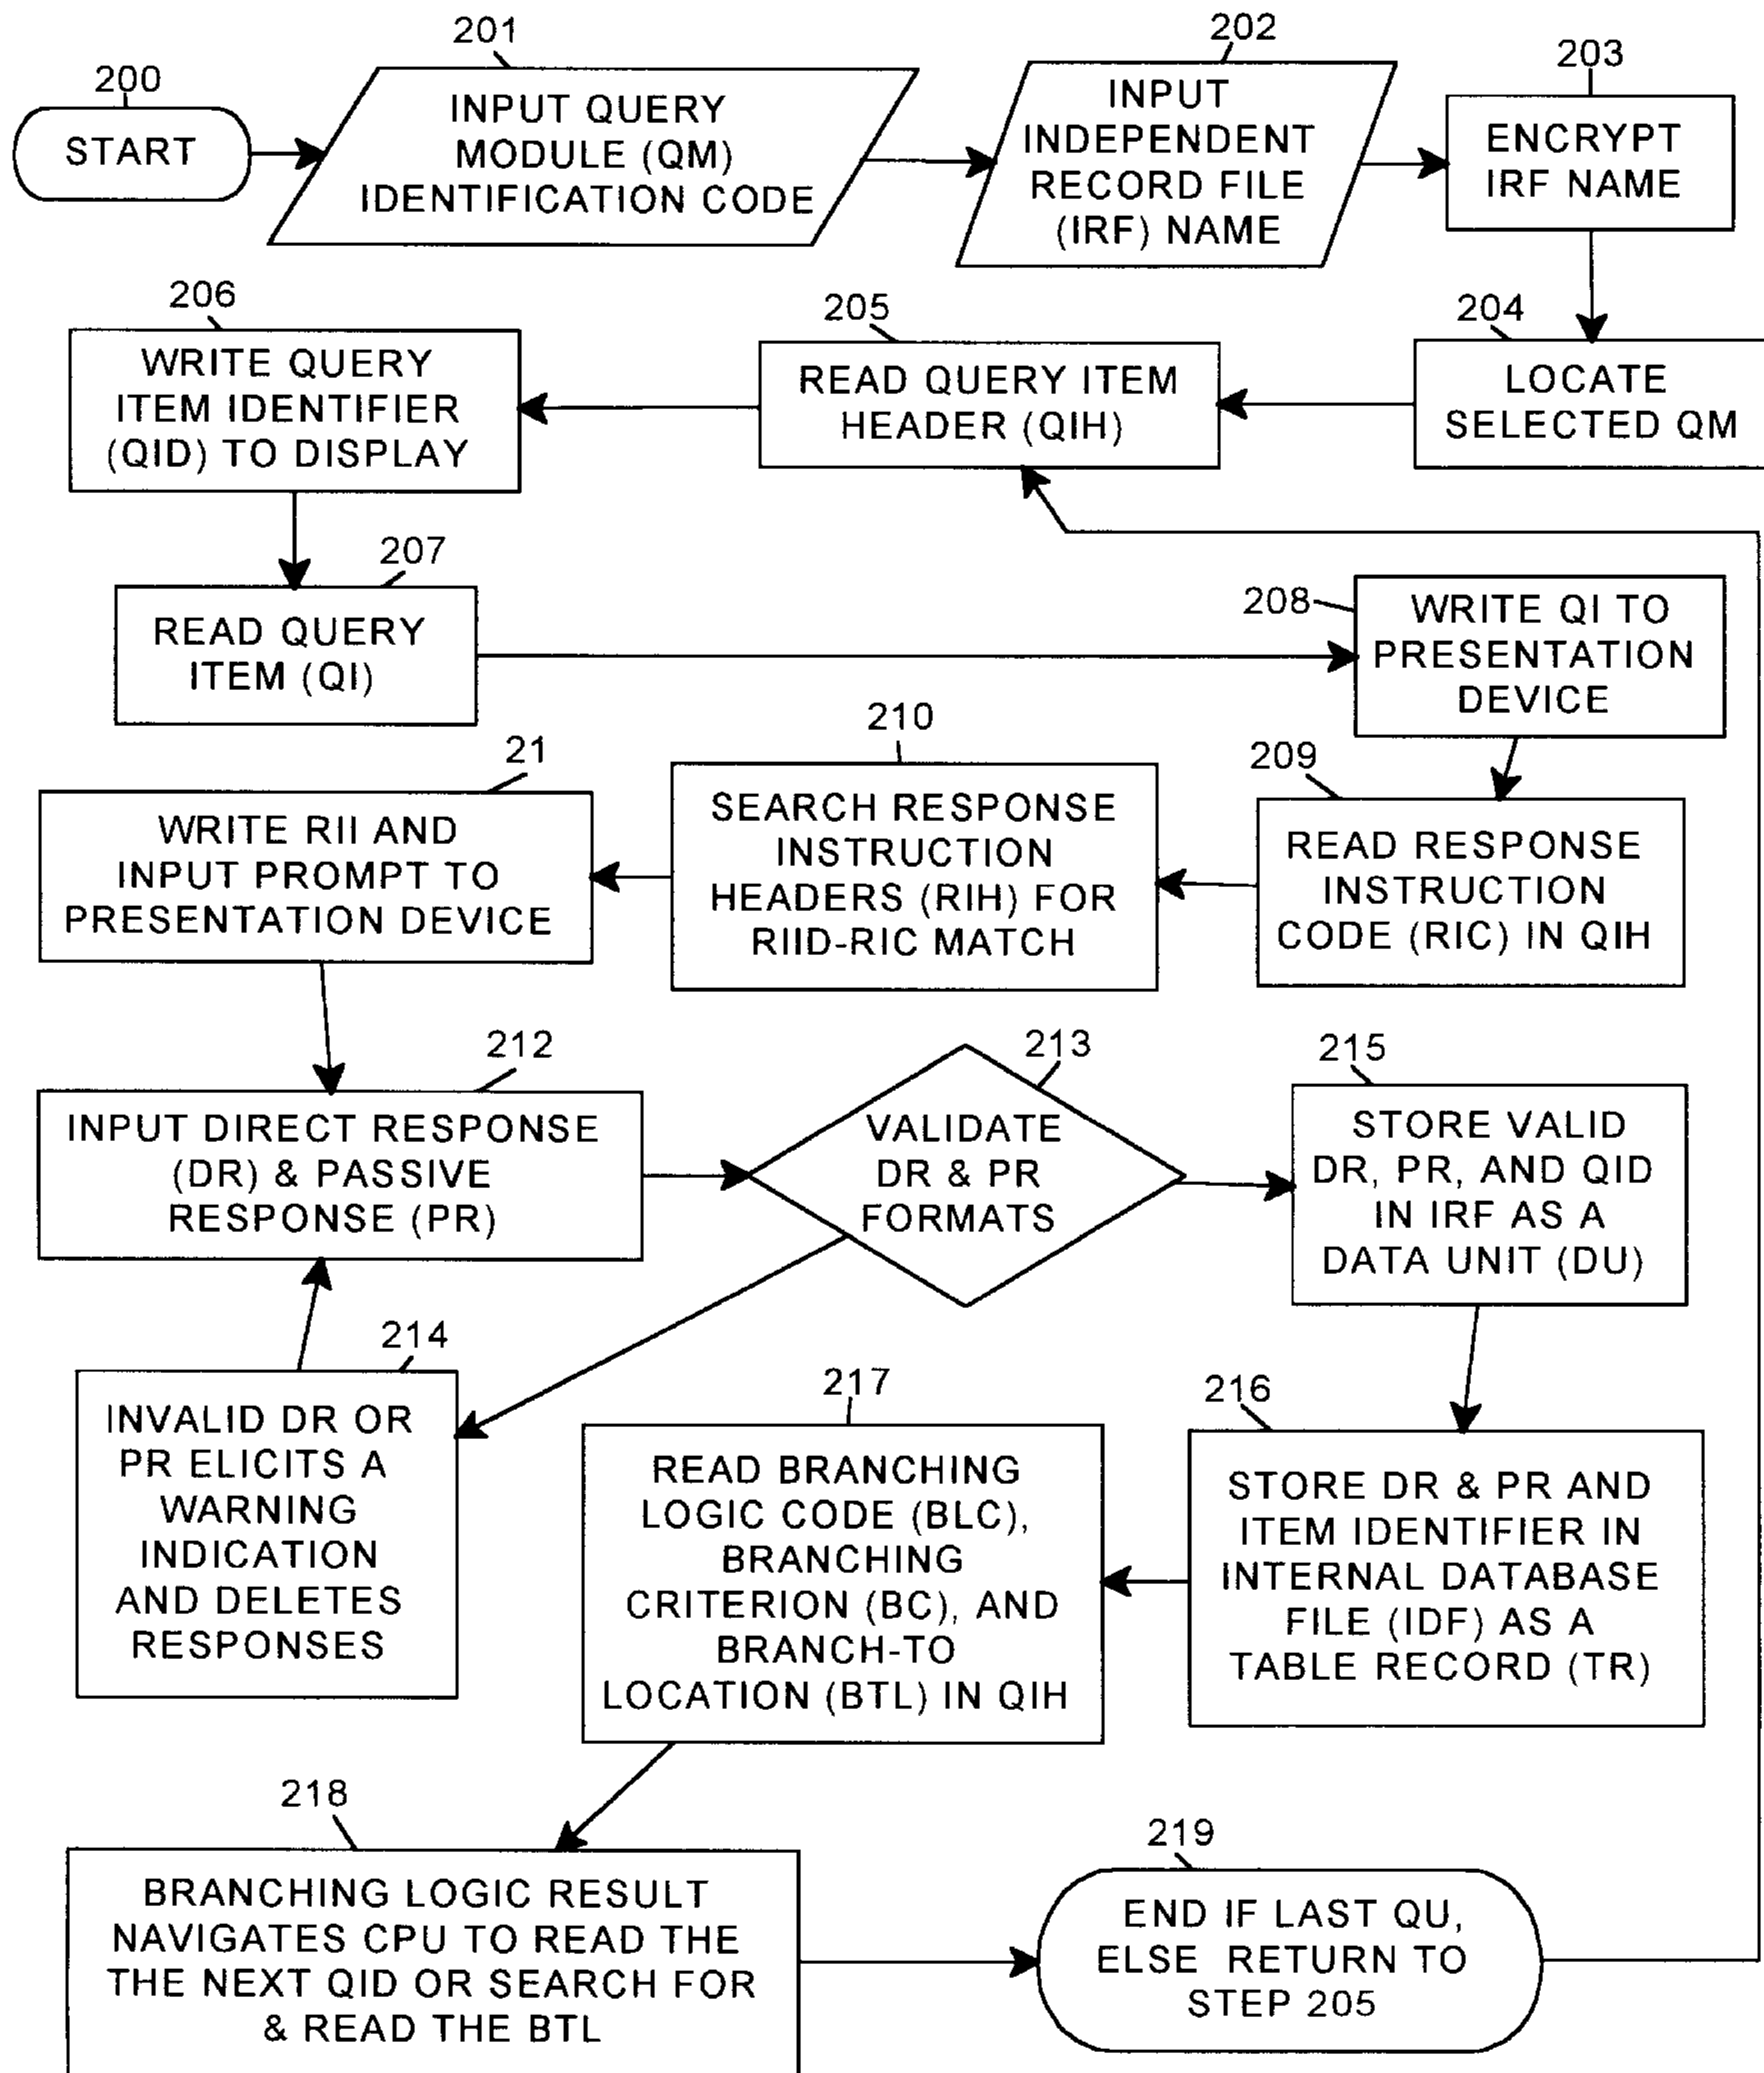 200
START
201
INPUT QUERY
MODULE (QM)
IDENTIFICATION CODE
202
INPUT
INDEPENDENT
RECORD FILE
(IRF) NAME
203
ENCRYPT
IRF NAME
204
LOCATE
SELECTED QM
205
READ QUERY ITEM
HEADER (QIH)
206
WRITE QUERY
ITEM IDENTIFIER
(QID) TO DISPLAY
207
READ QUERY
ITEM (QI)
208
WRITE QI TO
PRESENTATION
DEVICE
209
READ RESPONSE
INSTRUCTION
CODE (RIC) IN QIH
210
SEARCH RESPONSE
INSTRUCTION
HEADERS (RIH) FOR
RIID-RIC MATCH
21
WRITE RII AND
INPUT PROMPT TO
PRESENTATION DEVICE
212
INPUT DIRECT RESPONSE
(DR) & PASSIVE
RESPONSE (PR)
213
VALIDATE
DR & PR
FORMATS
214
INVALID DR OR
PR ELICITS A
WARNING
INDICATION
AND DELETES
RESPONSES
215
STORE VALID
DR, PR, AND QID
IN IRF AS A
DATA UNIT (DU)
216
STORE DR & PR AND
ITEM IDENTIFIER IN
INTERNAL DATABASE
FILE (IDF) AS A
TABLE RECORD (TR)
217
READ BRANCHING
LOGIC CODE (BLC),
BRANCHING
CRITERION (BC), AND
BRANCH-TO
LOCATION (BTL) IN QIH
218
BRANCHING LOGIC RESULT
NAVIGATES CPU TO READ THE
THE NEXT QID OR SEARCH FOR
& READ THE BTL
219
END IF LAST QU,
ELSE RETURN TO
STEP 205